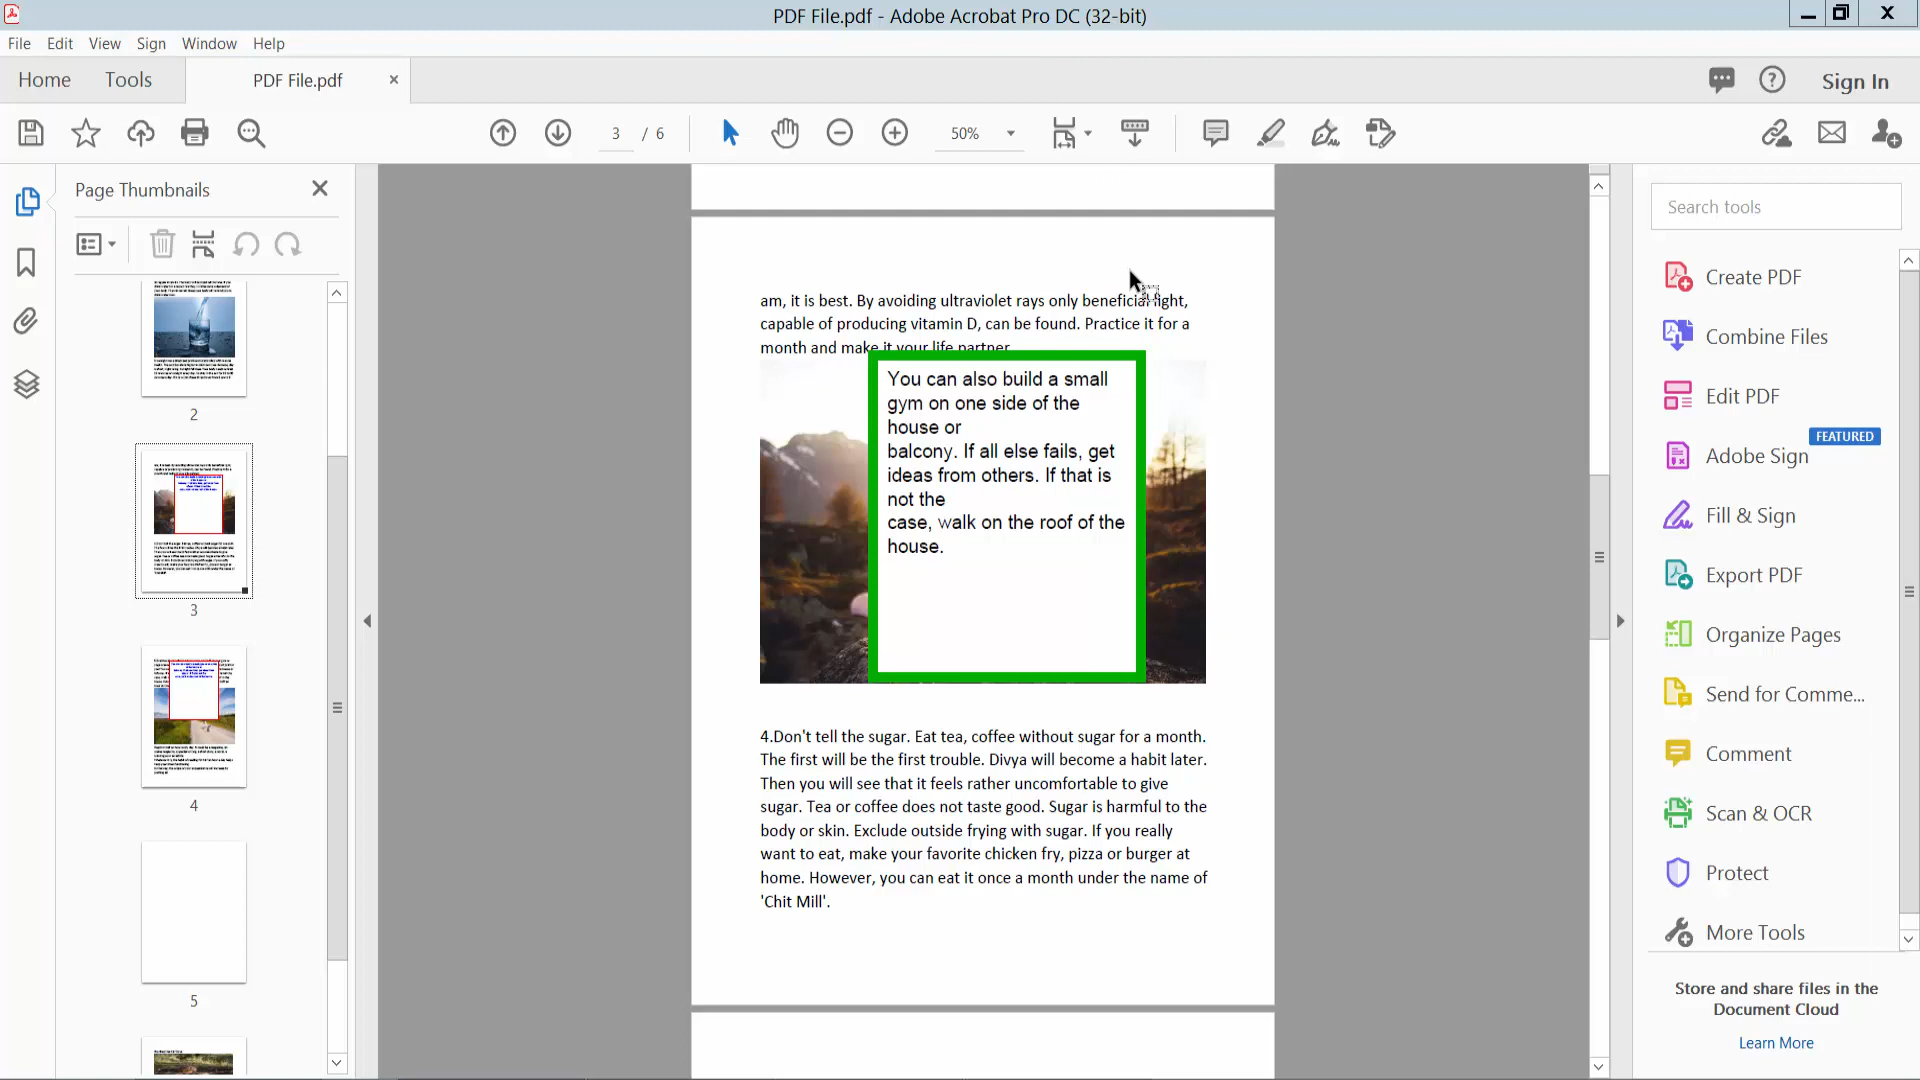 PDF File.pdf - Adobe Acrobat Pro DC (32-bit)
File Edit View Sign Window Help
Home Tools PDF File.pdf Sign In
3 / 6 50%
Page Thumbnails
2
3
4
5
am, it is best. By avoiding ultraviolet rays only beneficial light,
capable of producing vitamin D, can be found. Practice it for a
month and make it your life partner
You can also build a small
gym on one side of the
house or
balcony. If all else fails, get
ideas from others. If that is
not the
case, walk on the roof of the
house.
4.Don't tell the sugar. Eat tea, coffee without sugar for a month.
The first will be the first trouble. Divya will become a habit later.
Then you will see that it feels rather uncomfortable to give
sugar. Tea or coffee does not taste good. Sugar is harmful to the
body or skin. Exclude outside frying with sugar. If you really
want to eat, make your favorite chicken fry, pizza or burger at
home. However, you can eat it once a month under the name of
'Chit Mill'.
Search tools
Create PDF
Combine Files
Edit PDF
FEATURED
Adobe Sign
Fill & Sign
Export PDF
Organize Pages
Send for Comme...
Comment
Scan & OCR
Protect
More Tools
Store and share files in the
Document Cloud
Learn More